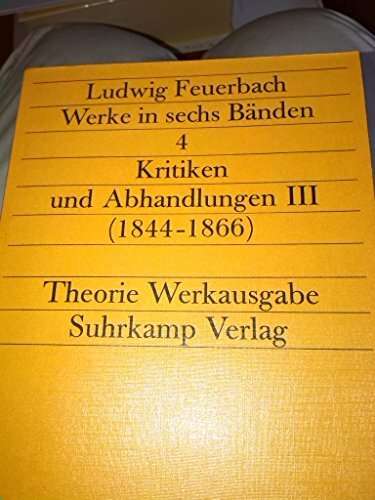 Ludwig Feuerbach
Werke in sechs Bänden
4
Kritiken
und Abhandlungen III
(1844-1866)
Theorie Werkausgabe
Suhrkamp Verlag